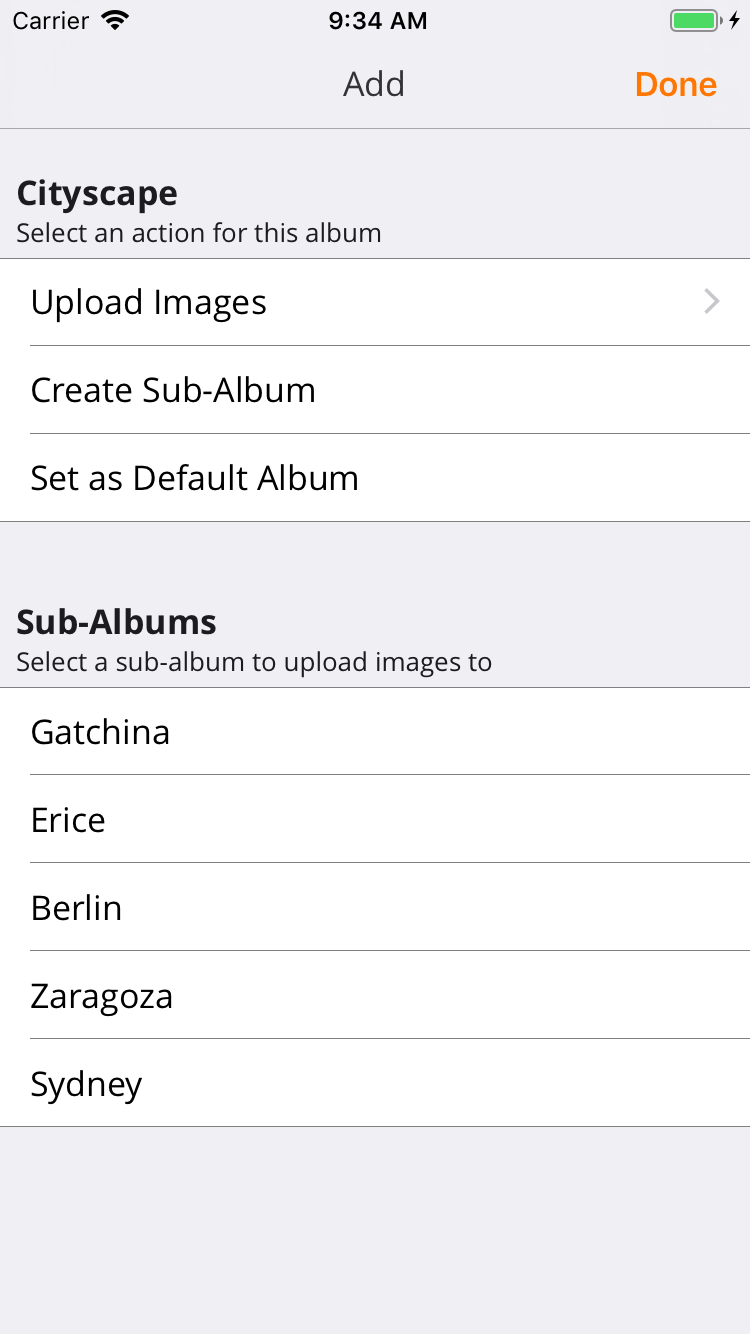 Carrier 9:34 AM
Add Done
Cityscape
Select an action for this album
Upload Images
Create Sub-Album
Set as Default Album
Sub-Albums
Select a sub-album to upload images to
Gatchina
Erice
Berlin
Zaragoza
Sydney